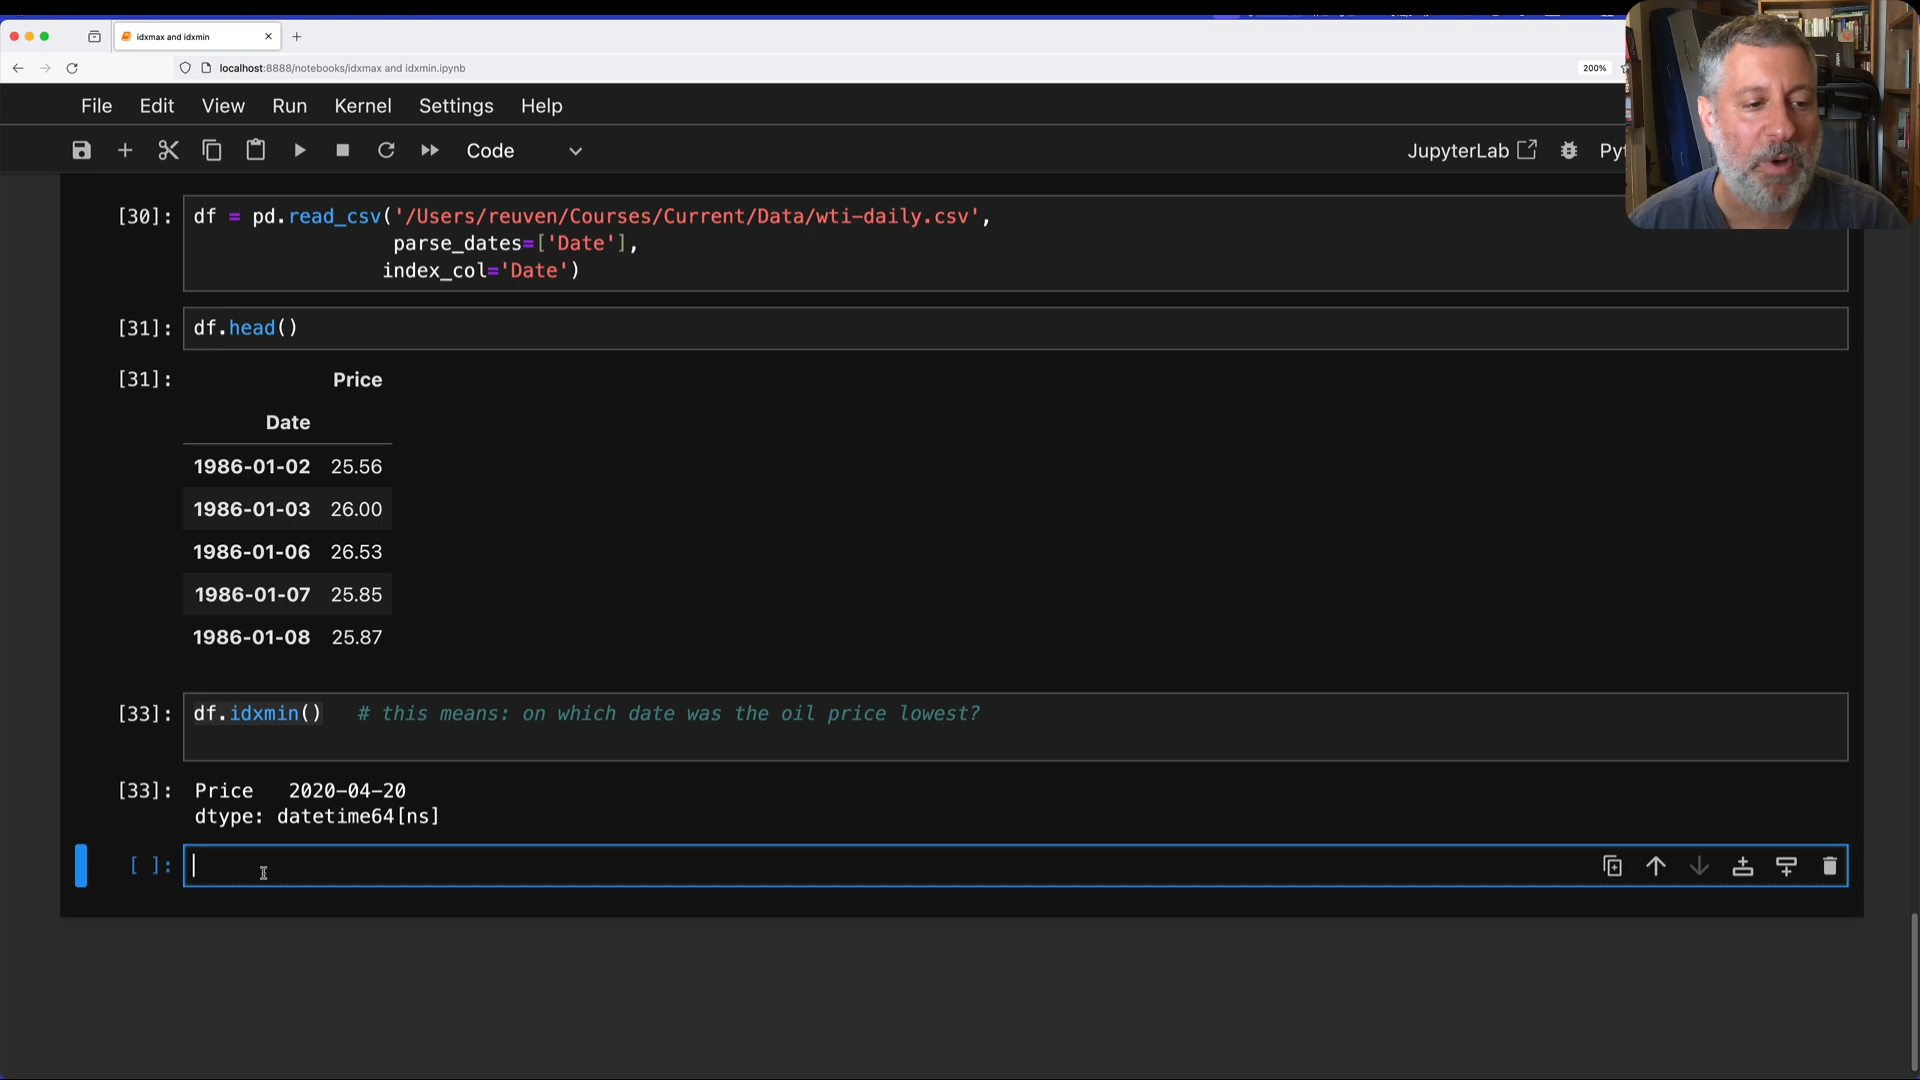 idxmax and idxmin
localhost:8888/notebooks/idxmax and idxmin.ipynb
200%
File Edit View Run Kernel Settings Help
Code
JupyterLab
Pyt
[30]: df = pd.read_csv('/Users/reuven/Courses/Current/Data/wti-daily.csv',
parse_dates=['Date'],
index_col='Date')
[31]: df.head()
[31]: Price
Date
1986-01-02 25.56
1986-01-03 26.00
1986-01-06 26.53
1986-01-07 25.85
1986-01-08 25.87
[33]: df.idxmin() # this means: on which date was the oil price lowest?
[33]: Price 2020-04-20
dtype: datetime64[ns]
[ ]: